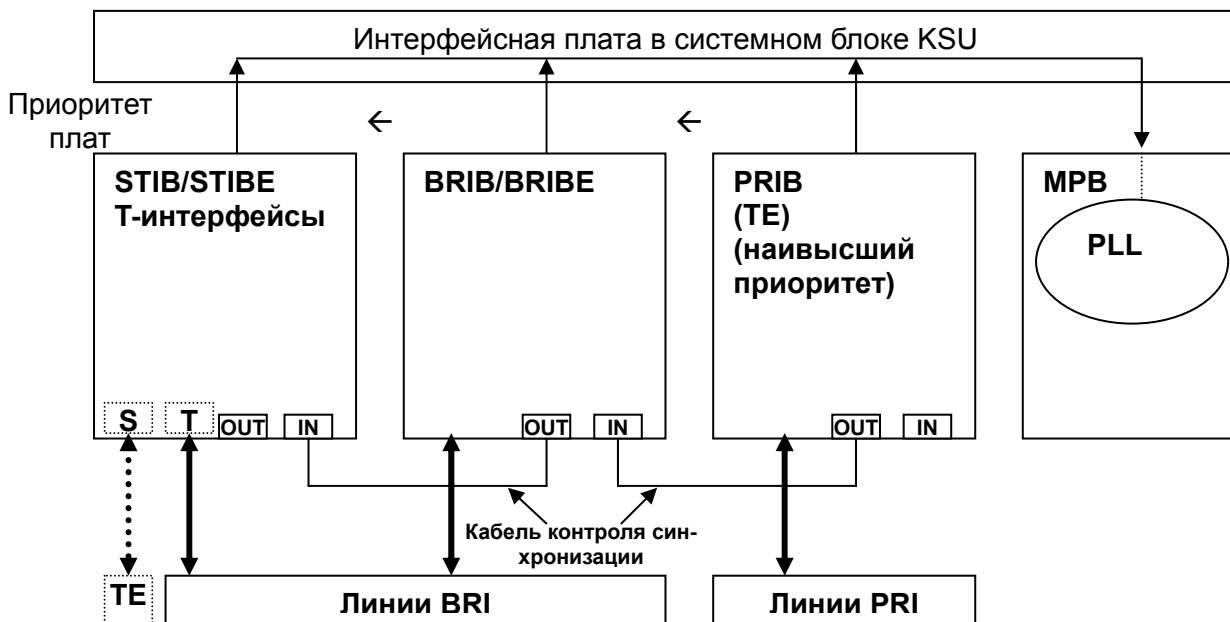 Интерфейсная плата в системном блоке KSU
Приоритет
плат
←
←
STIB/STIBE
Т-интерфейсы
BRIB/BRIBE
PRIB
(TE)
(наивысший
приоритет)
MPB
PLL
S
T
OUT
IN
OUT
IN
OUT
IN
Кабель контроля син-
хронизации
TE
Линии BRI
Линии PRI